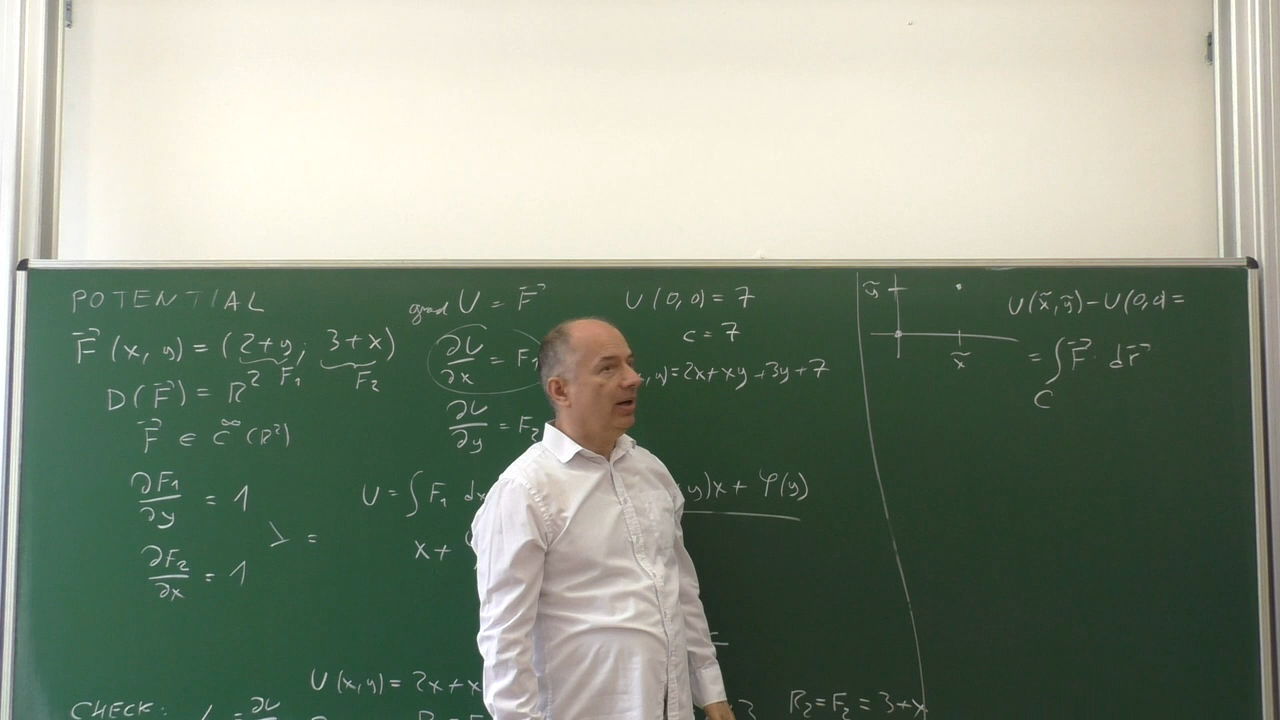 POTENTIAL
F⃗ (x, y) = (2+y; 3+x)
F₁ F₂
D(F⃗) = R²
F⃗ ∈ C^∞ (R²)
∂F₁/∂y = 1
∂F₂/∂x = 1
=
grad U = F⃗
∂U/∂x = F₁
∂U/∂y = F₂
U = ∫ F₁ dx
y)x + φ(y)
x +
U(x,y) = 2x+x
CHECK: L = ∂U
R₂=F₂ = 3+x
U(0,0) = 7
c = 7
,y)=2x+xy+3y+7
ỹ
x̃
U(x̃,ỹ) – U(0,0) =
= ∫ F⃗ · dr⃗
C